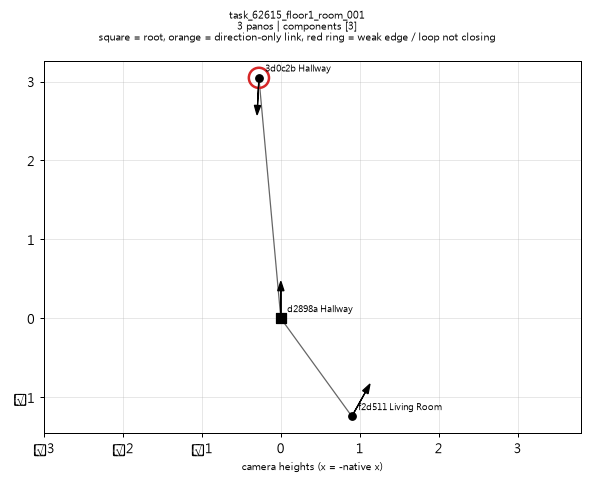 task_62615_floor1_room_001
3 panos | components [3]
square = root, orange = direction-only link, red ring = weak edge / loop not closing
3d0c2b Hallway
d2898a Hallway
f2d511 Living Room
3
2
1
0
√1
√3
√2
√1
0
1
2
3
camera heights (x = -native x)